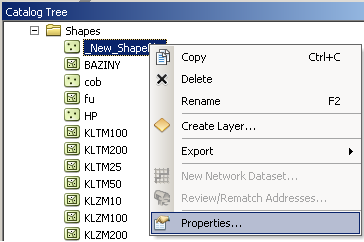 Catalog Tree
Shapes
_New_Shapef
BAZINY
cob
fu
HP
KLTM100
KLTM200
KLTM25
KLTM50
KLZM10
KLZM100
KLZM200
Copy Ctrl+C
Delete
Rename F2
Create Layer...
Export
New Network Dataset...
Review/Rematch Addresses...
Properties...